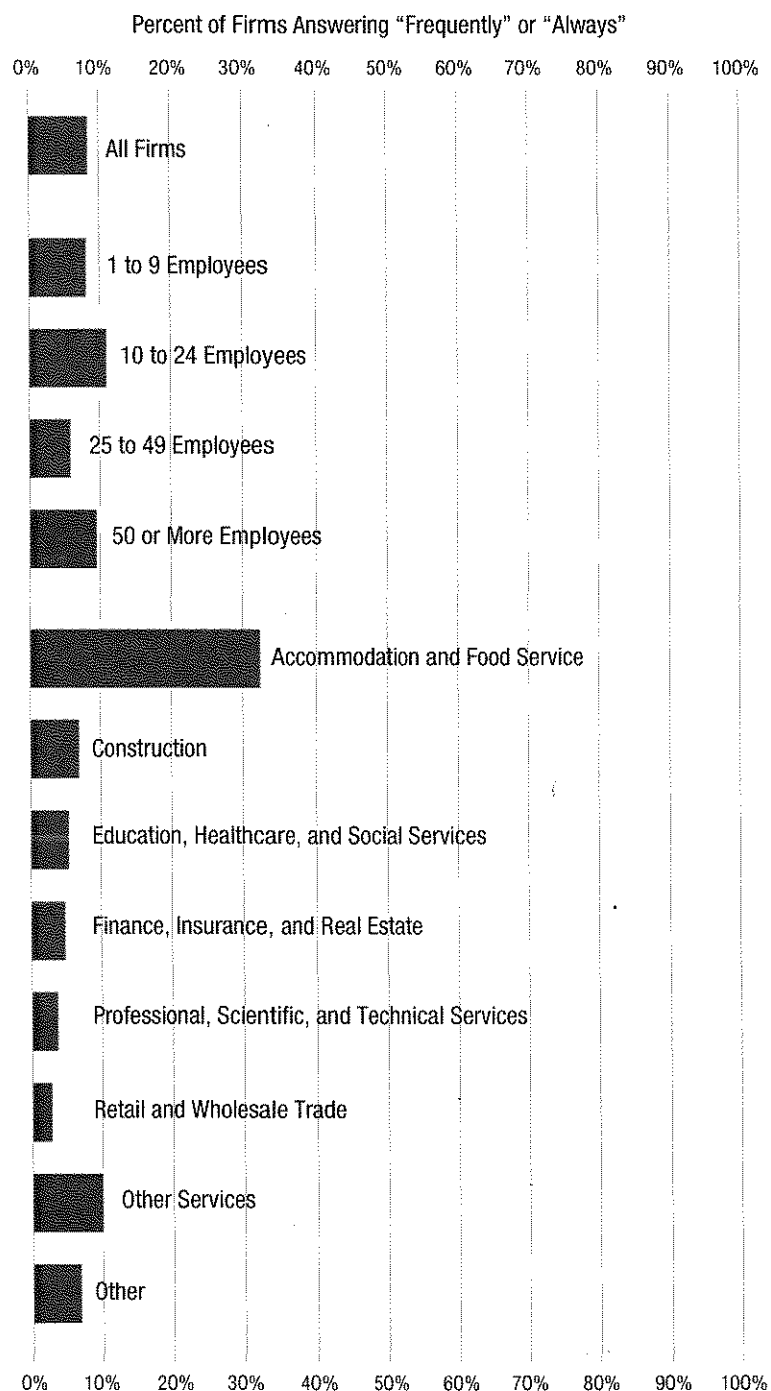 Percent of Firms Answering “Frequently” or “Always”
0% 10% 20% 30% 40% 50% 60% 70% 80% 90% 100%
All Firms
1 to 9 Employees
10 to 24 Employees
25 to 49 Employees
50 or More Employees
Accommodation and Food Service
Construction
Education, Healthcare, and Social Services
Finance, Insurance, and Real Estate
Professional, Scientific, and Technical Services
Retail and Wholesale Trade
Other Services
Other
0% 10% 20% 30% 40% 50% 60% 70% 80% 90% 100%